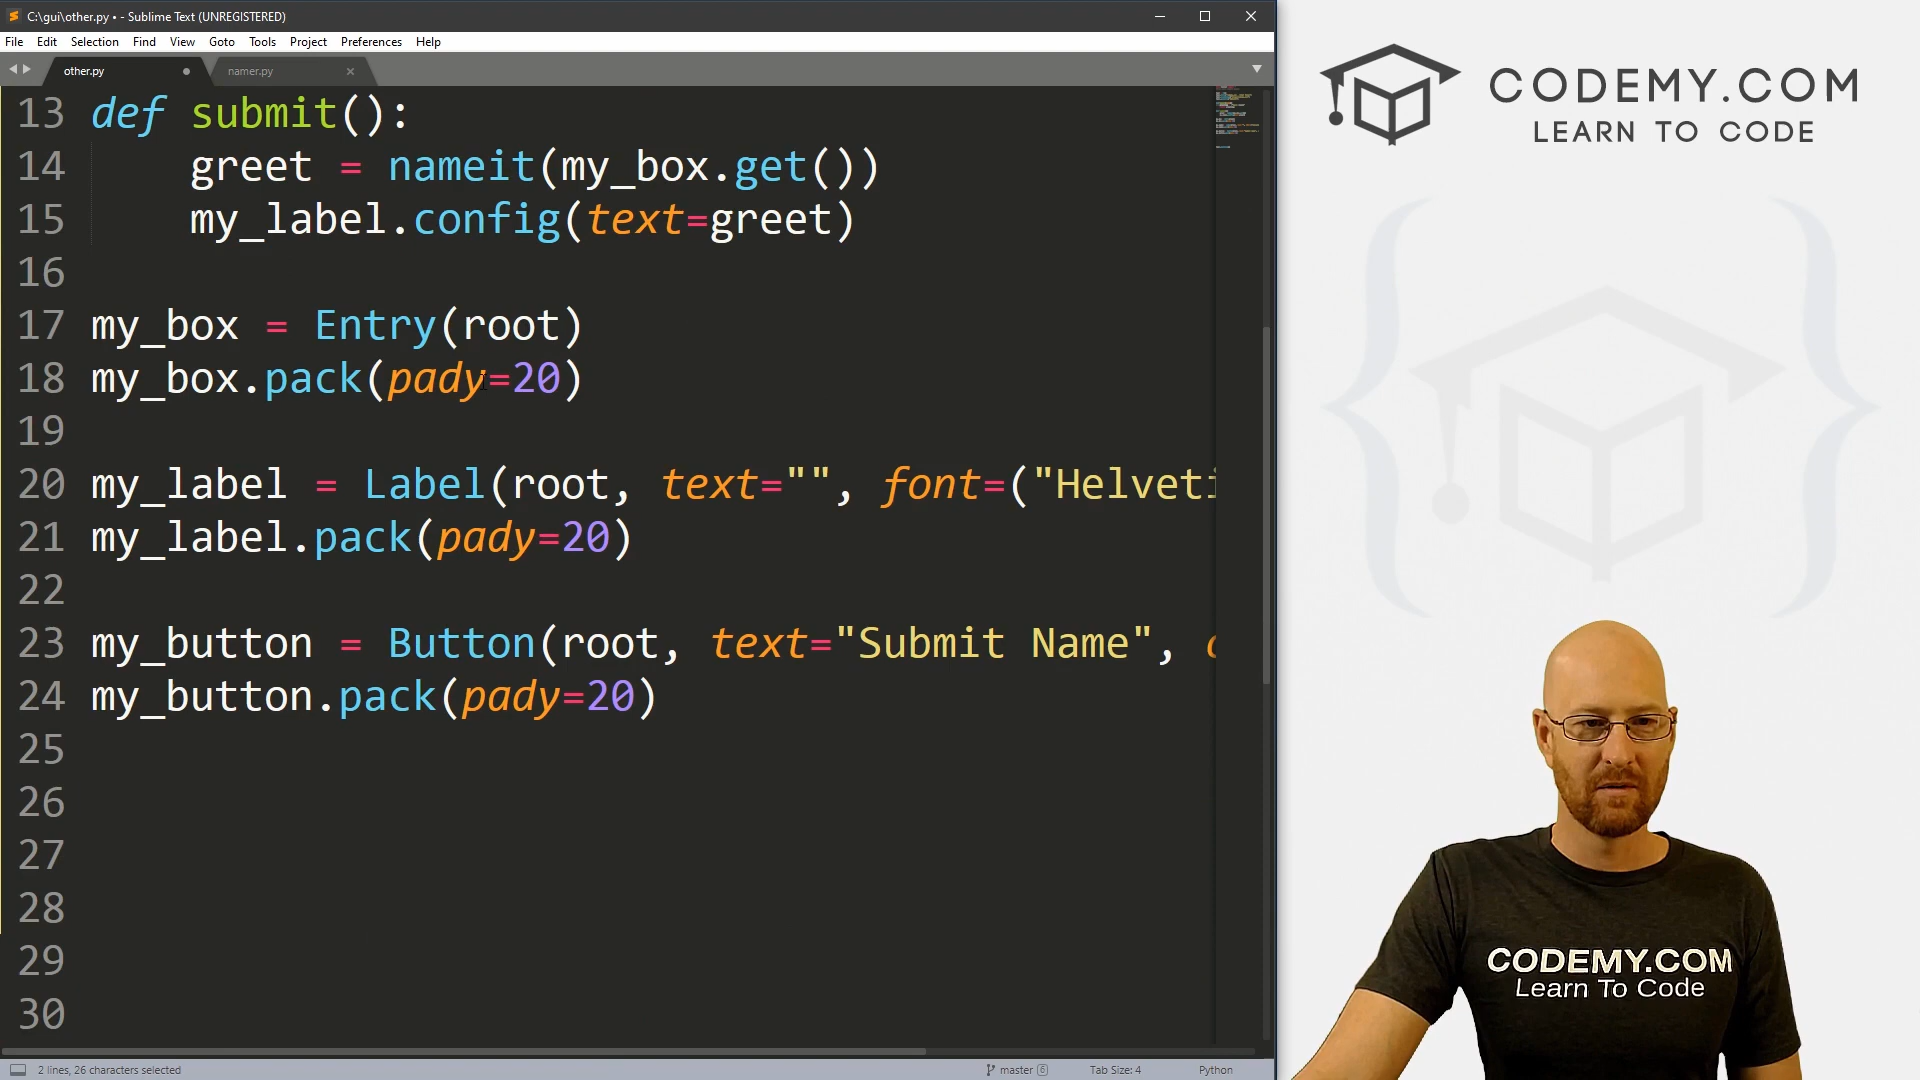 C:\gui\other.py • - Sublime Text (UNREGISTERED)
File Edit Selection Find View Goto Tools Project Preferences Help
other.py namer.py
13 def submit():
14 greet = nameit(my_box.get())
15 my_label.config(text=greet)
16
17 my_box = Entry(root)
18 my_box.pack(pady=20)
19
20 my_label = Label(root, text="", font=("Helveti
21 my_label.pack(pady=20)
22
23 my_button = Button(root, text="Submit Name", c
24 my_button.pack(pady=20)
25
26
27
28
29
30
2 lines, 26 characters selected master 6 Tab Size: 4 Python
CODEMY.COM
LEARN TO CODE
CODEMY.COM
Learn To Code